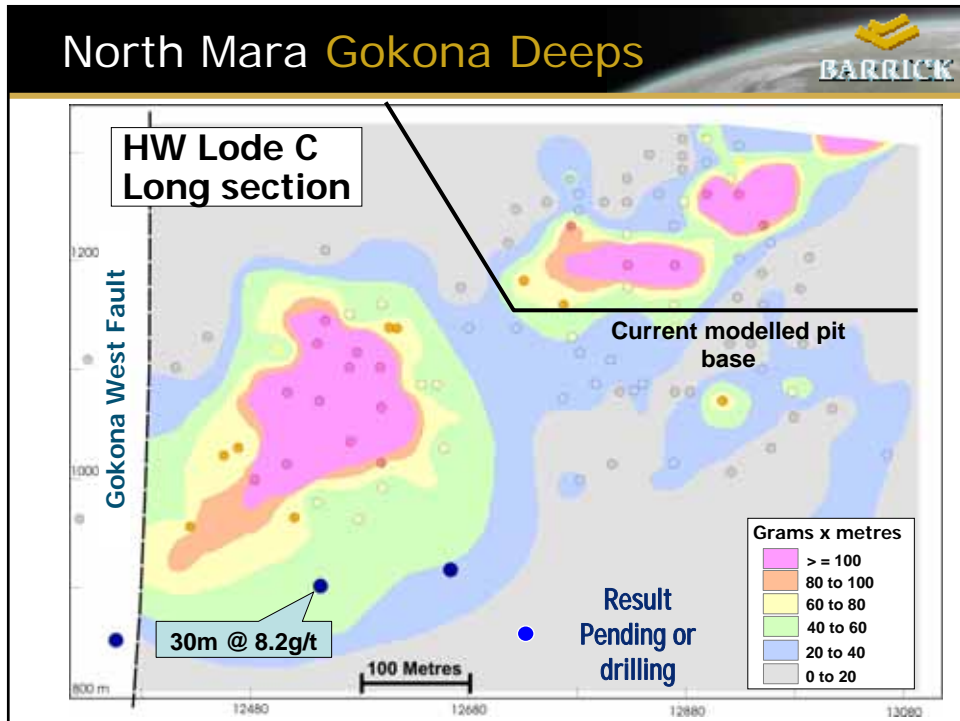 North Mara Gokona Deeps
BARRICK
HW Lode C
Long section
1200
1000
800 m
Gokona West Fault
Current modelled pit
base
30m @ 8.2g/t
Result
Pending or
drilling
100 Metres
Grams x metres
> = 100
80 to 100
60 to 80
40 to 60
20 to 40
0 to 20
12480
12680
12880
13080